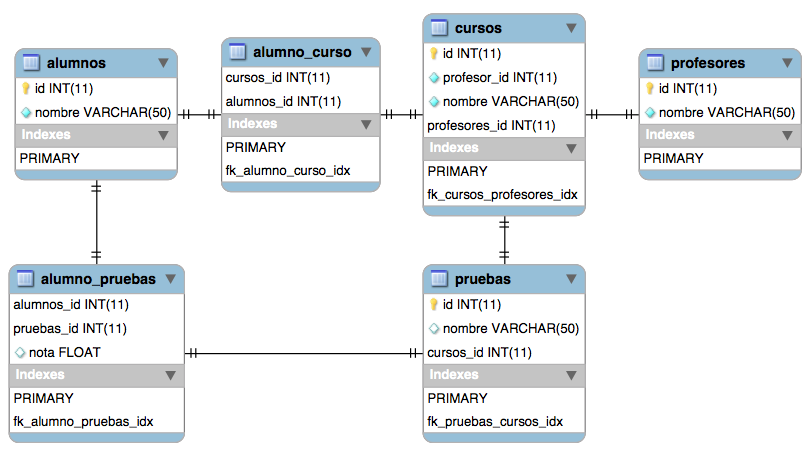 alumnos
id INT(11)
nombre VARCHAR(50)
Indexes
PRIMARY
alumno_curso
cursos_id INT(11)
alumnos_id INT(11)
Indexes
PRIMARY
fk_alumno_curso_idx
cursos
id INT(11)
profesor_id INT(11)
nombre VARCHAR(50)
profesores_id INT(11)
Indexes
PRIMARY
fk_cursos_profesores_idx
profesores
id INT(11)
nombre VARCHAR(50)
Indexes
PRIMARY
alumno_pruebas
alumnos_id INT(11)
pruebas_id INT(11)
nota FLOAT
Indexes
PRIMARY
fk_alumno_pruebas_idx
pruebas
id INT(11)
nombre VARCHAR(50)
cursos_id INT(11)
Indexes
PRIMARY
fk_pruebas_cursos_idx